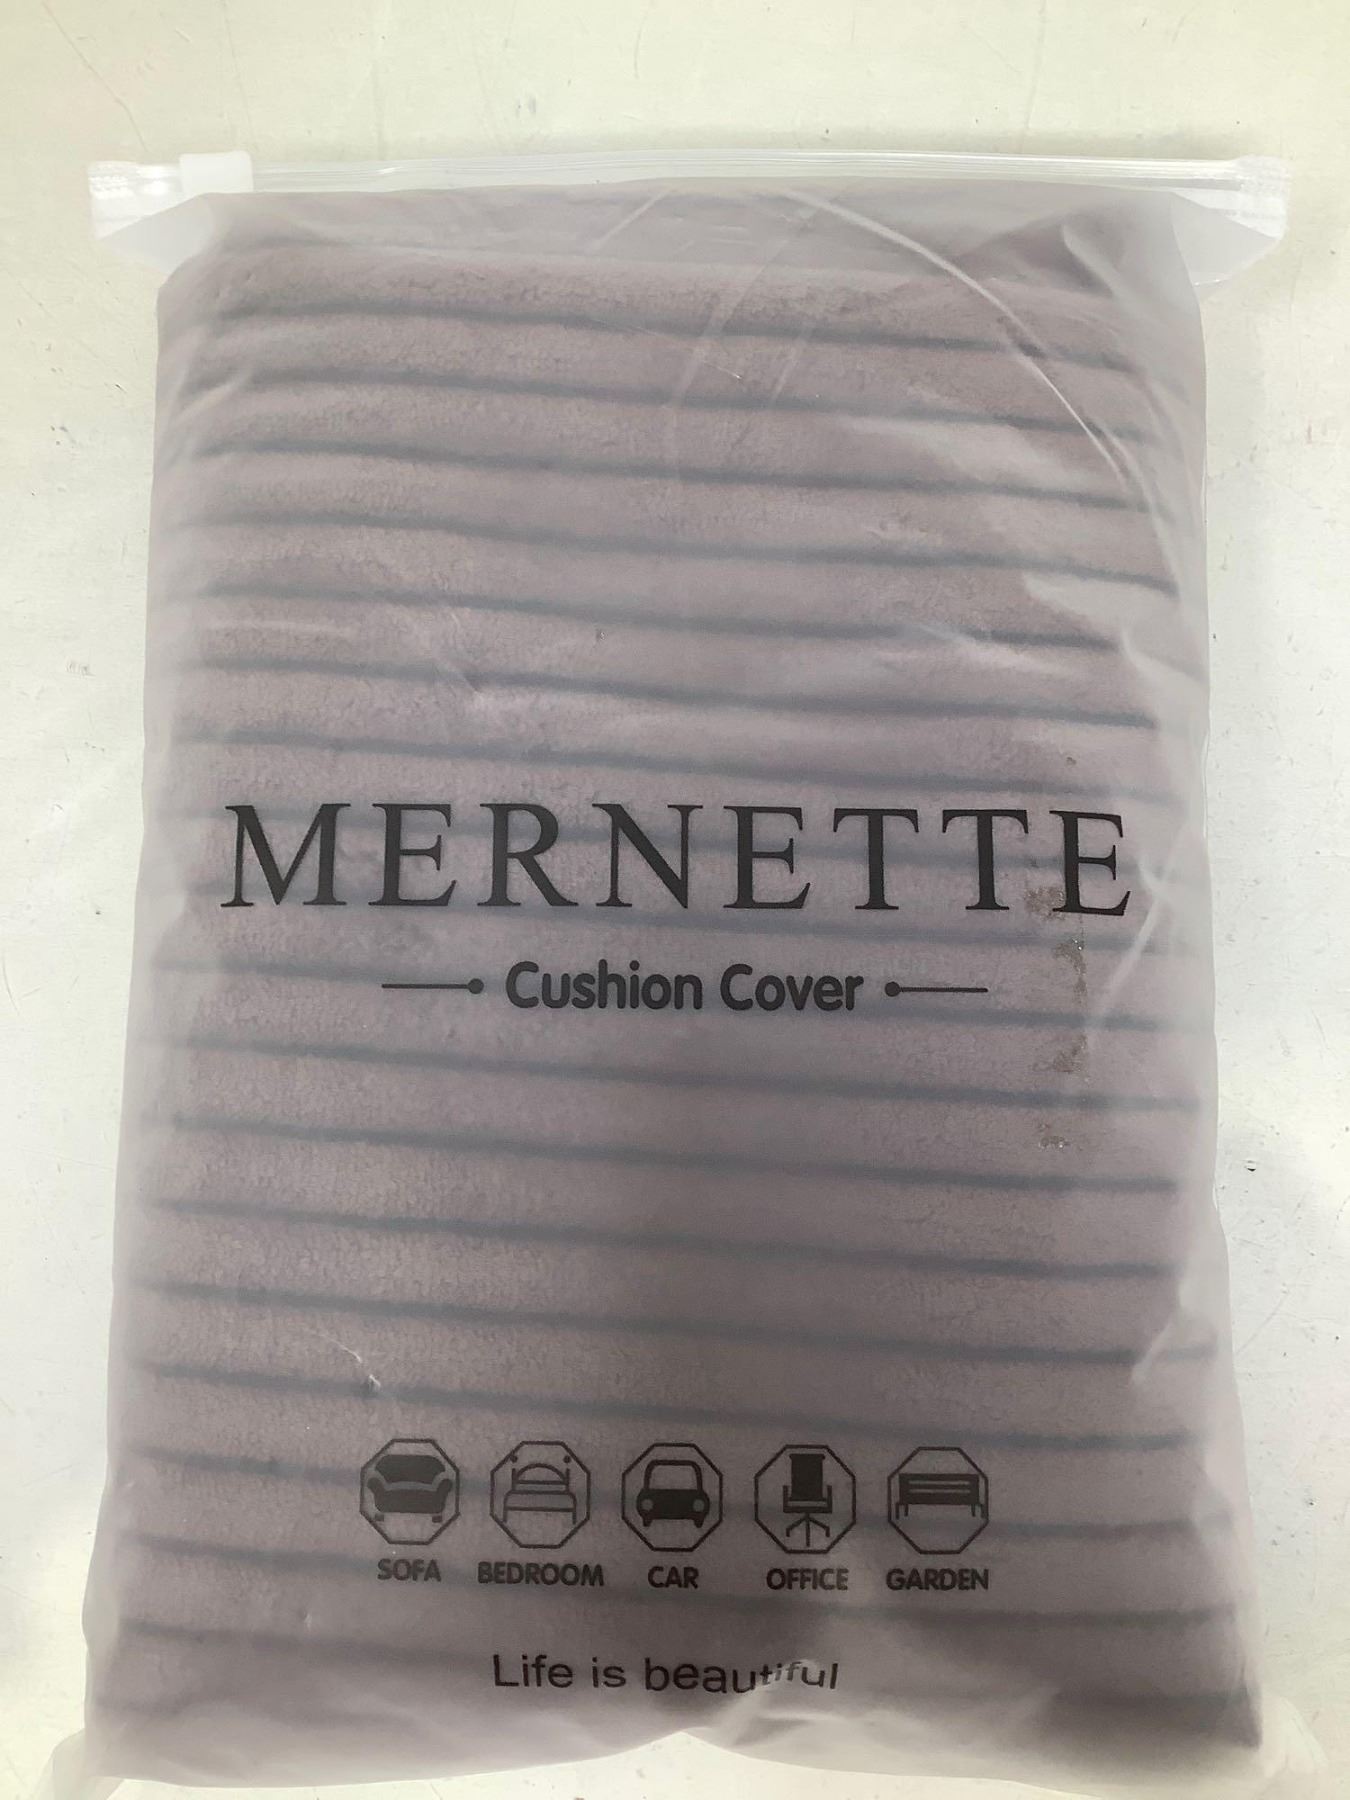 MERNETTE
Cushion Cover
SOFA BEDROOM CAR OFFICE GARDEN
Life is beautiful